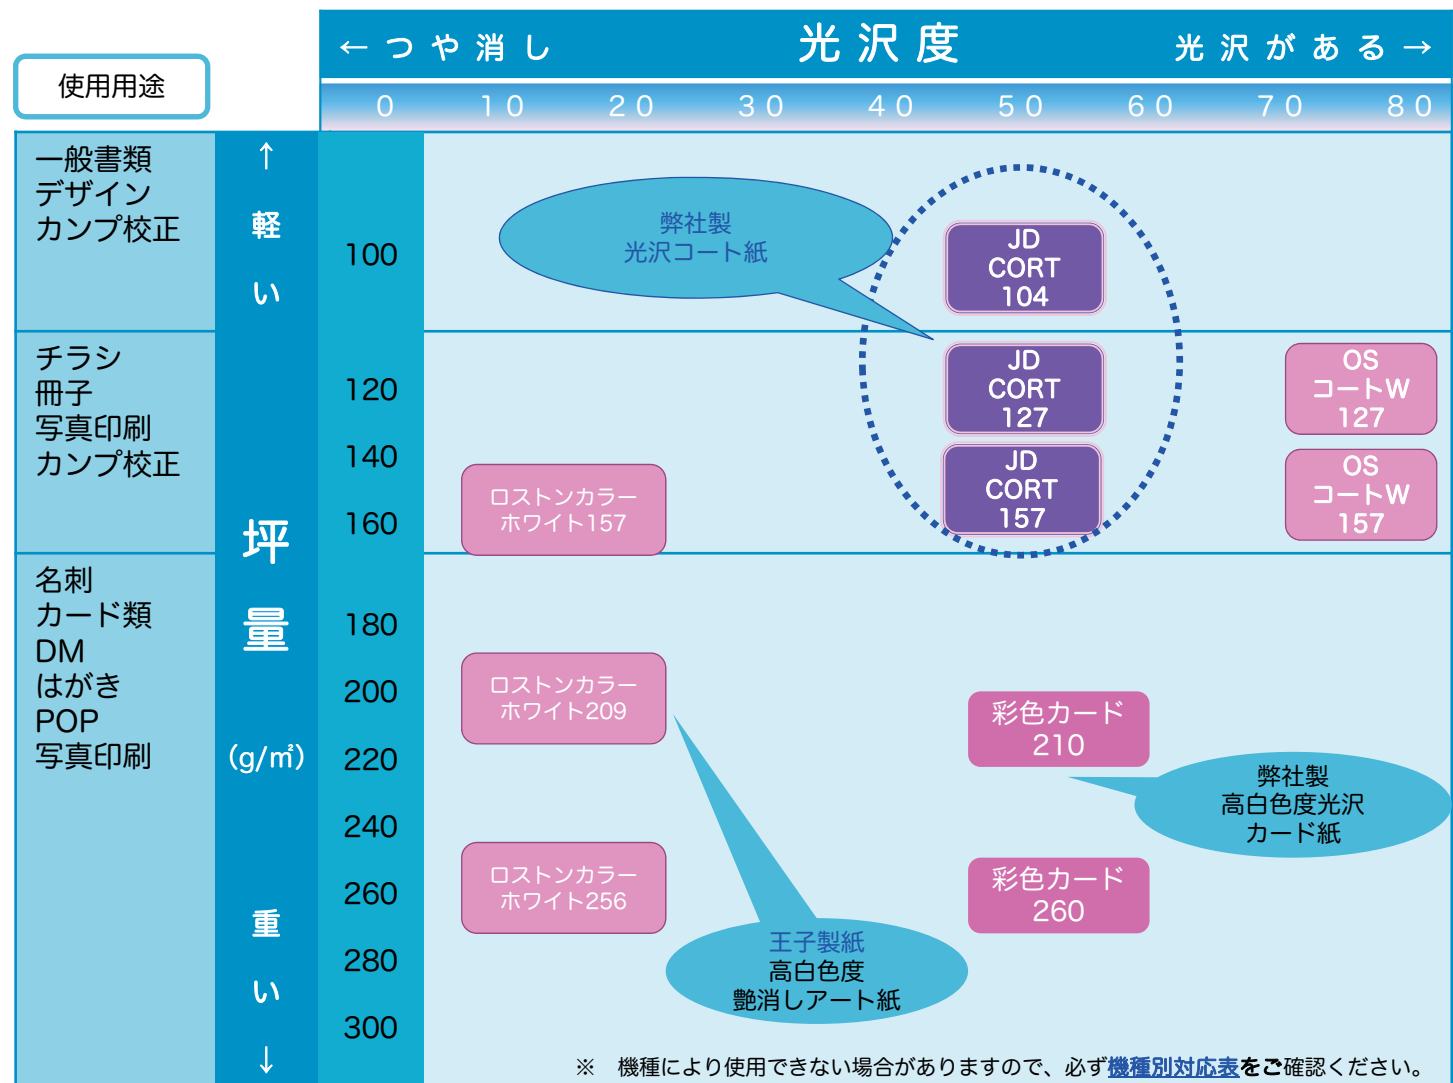 ←つや消し 光沢度 光沢がある→
使用用途
0 10 20 30 40 50 60 70 80
一般書類
デザイン
カンプ校正
チラシ
冊子
写真印刷
カンプ校正
名刺
カード類
DM
はがき
POP
写真印刷
↑
軽
い
坪
量
(g/㎡)
重
い
↓
100
120
140
160
180
200
220
240
260
280
300
弊社製
光沢コート紙
JD
CORT
104
JD
CORT
127
JD
CORT
157
OS
コートW
127
OS
コートW
157
ロストンカラー
ホワイト157
ロストンカラー
ホワイト209
ロストンカラー
ホワイト256
彩色カード
210
彩色カード
260
弊社製
高白色度光沢
カード紙
王子製紙
高白色度
艶消しアート紙
※ 機種により使用できない場合がありますので、必ず機種別対応表をご確認ください。